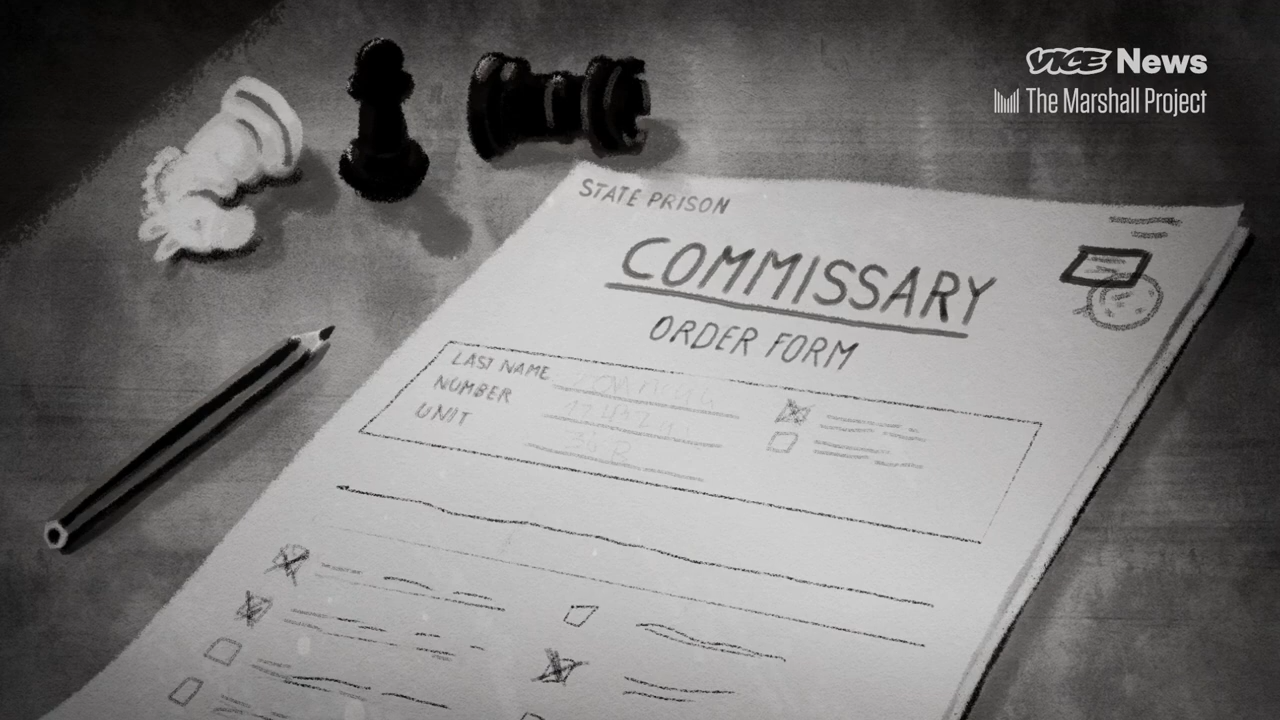 VICE News
The Marshall Project
STATE PRISON
COMMISSARY
ORDER FORM
LAST NAME
NUMBER
UNIT